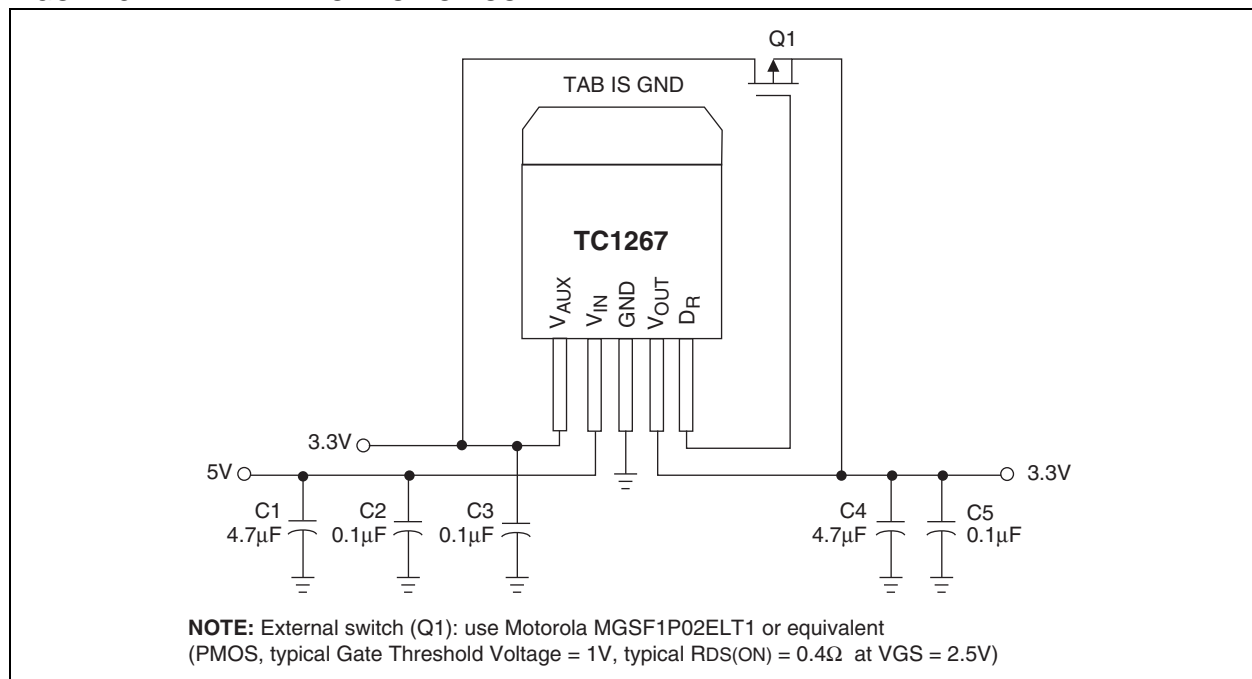 Q1
TAB IS GND
TC1267
VAUX
VIN
GND
VOUT
DR
3.3V
5V
3.3V
C1
4.7µF
C2
0.1µF
C3
0.1µF
C4
4.7µF
C5
0.1µF
NOTE: External switch (Q1): use Motorola MGSF1P02ELT1 or equivalent
(PMOS, typical Gate Threshold Voltage = 1V, typical RDS(ON) = 0.4Ω at VGS = 2.5V)